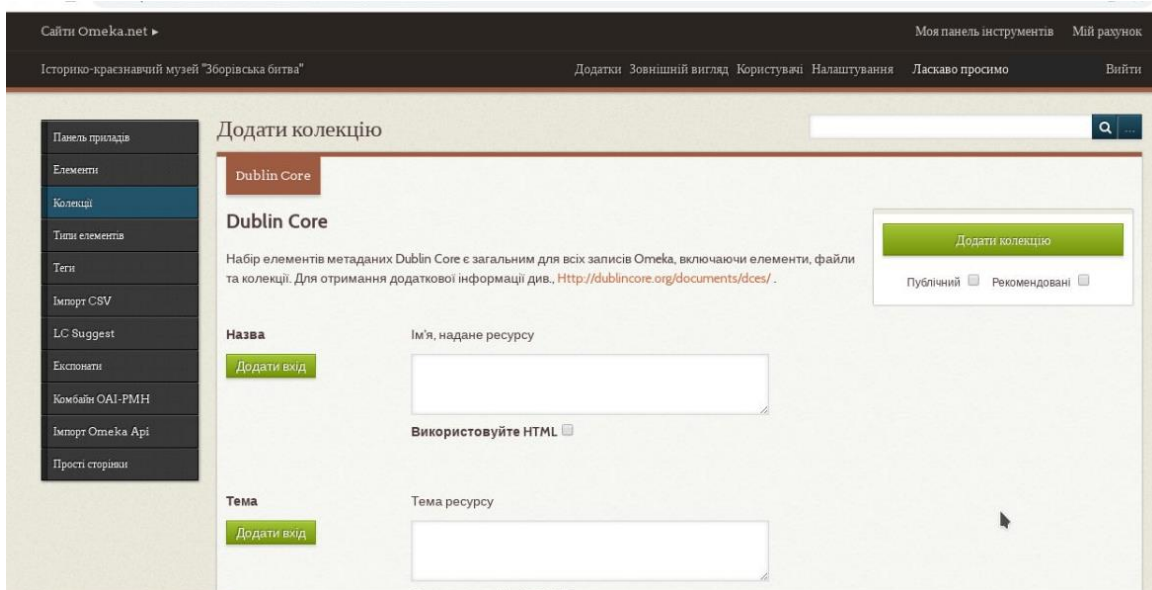 Сайти Omeka.net ▸ Моя панель інструментів Мій рахунок
Історико-краєзнавчий музей "Зборівська битва" Додатки Зовнішній вигляд Користувачі Налаштування Ласкаво просимо Вийти
Панель приладів
Елементи
Колекції
Типи елементів
Теги
Імпорт CSV
LC Suggest
Експонати
Комбайн OAI-PMH
Імпорт Omeka Api
Прості сторінки
Додати колекцію
...
Dublin Core
Dublin Core
Набір елементів метаданих Dublin Core є загальним для всіх записів Omeka, включаючи елементи, файли
та колекції. Для отримання додаткової інформації див., Http://dublincore.org/documents/dces/ .
Додати колекцію
Публічний Рекомендовані
Назва Ім'я, надане ресурсу
Додати вхід
Використовуйте HTML
Тема Тема ресурсу
Додати вхід